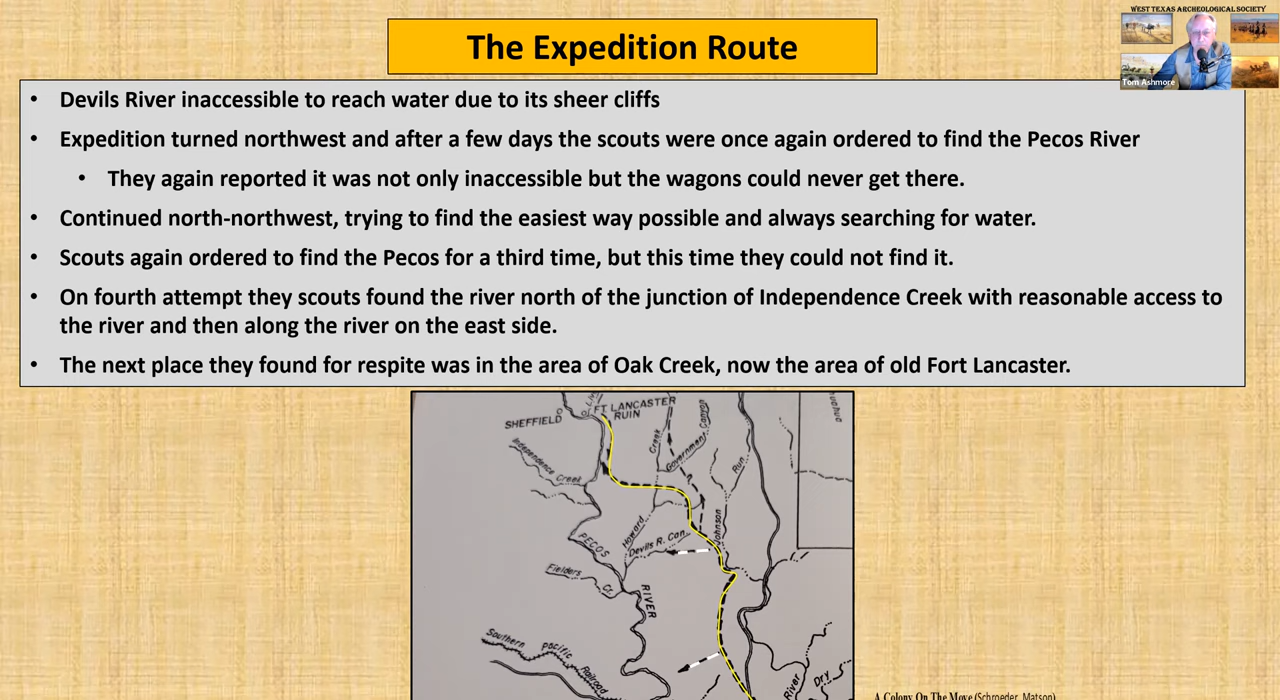 WEST TEXAS ARCHEOLOGICAL SOCIETY
Tom Ashmore
The Expedition Route
• Devils River inaccessible to reach water due to its sheer cliffs
• Expedition turned northwest and after a few days the scouts were once again ordered to find the Pecos River
• They again reported it was not only inaccessible but the wagons could never get there.
• Continued north-northwest, trying to find the easiest way possible and always searching for water.
• Scouts again ordered to find the Pecos for a third time, but this time they could not find it.
• On fourth attempt they scouts found the river north of the junction of Independence Creek with reasonable access to
the river and then along the river on the east side.
• The next place they found for respite was in the area of Oak Creek, now the area of old Fort Lancaster.
FT LANCASTER
RUIN
SHEFFIELD
Independence Creek
Creek
Government Canyon
Run
Johnson
Howard
Devils R. Can.
PECOS
RIVER
Fielders
Cr.
Southern Pacific Railroad
River
Dry
A Colony On The Move (Schroeder, Matson)